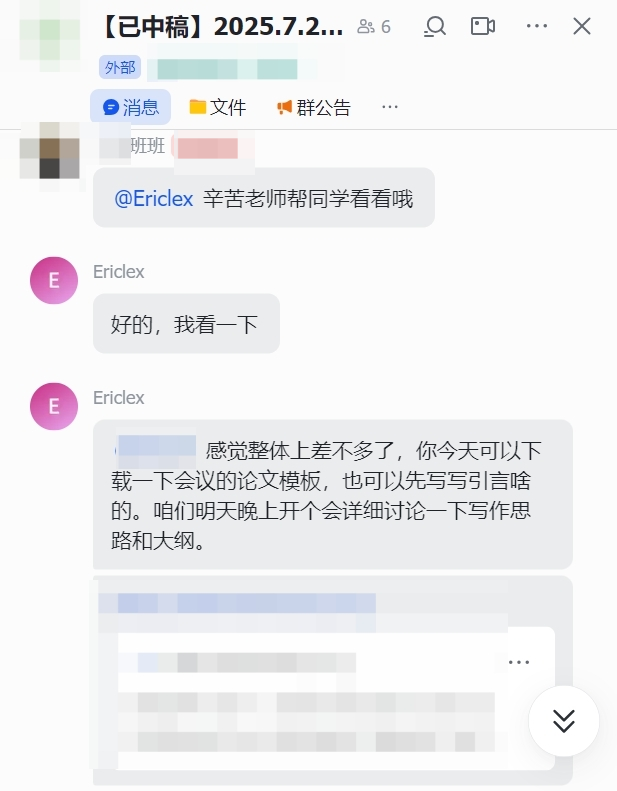 【已中稿】2025.7.2... 6
外部
消息 文件 群公告 ...
班班
@Ericlex 辛苦老师帮同学看看哦
E
Ericlex
好的，我看一下
E
Ericlex
感觉整体上差不多了，你今天可以下
载一下会议的论文模板，也可以先写写引言啥
的。咱们明天晚上开个会详细讨论一下写作思
路和大纲。